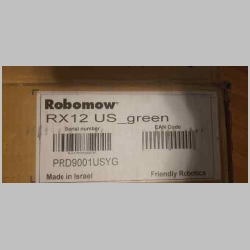 Robomow®
RX12 US_green
Serial number EAN Code
PRD9001USYG
Made in Israel Friendly Robotics